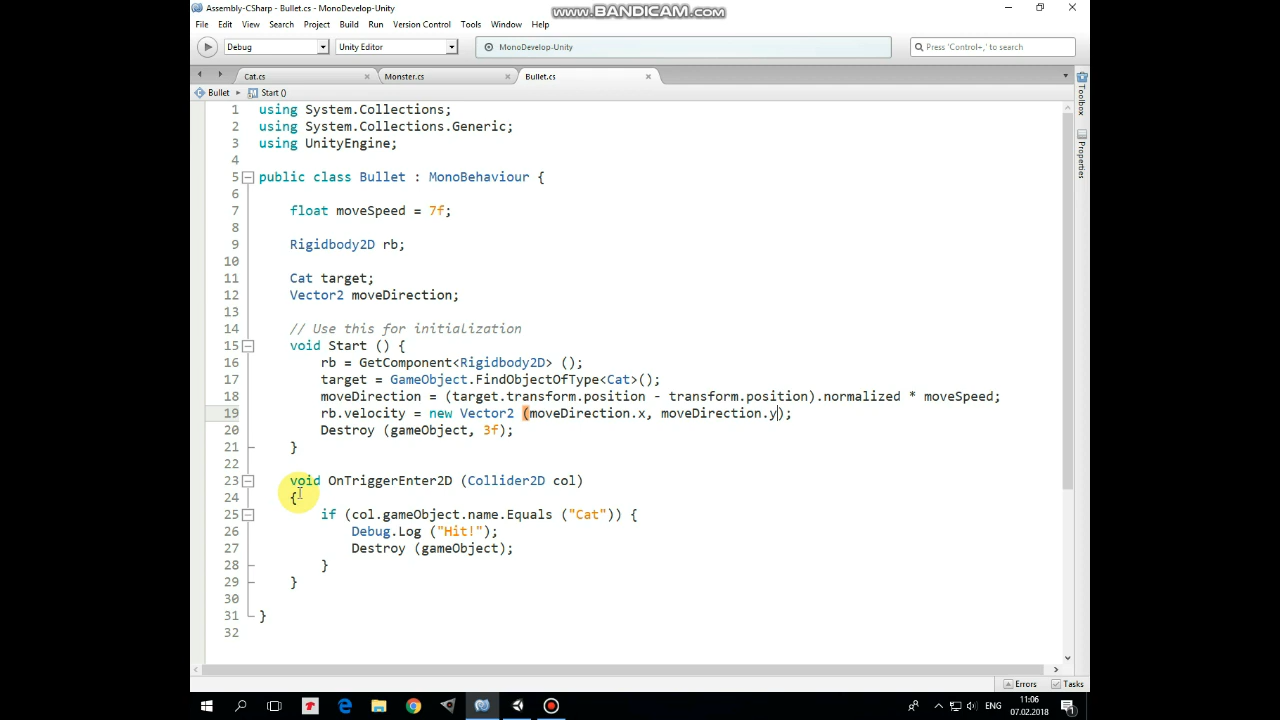 Assembly-CSharp - Bullet.cs - MonoDevelop-Unity
www.BANDICAM.com
File Edit View Search Project Build Run Version Control Tools Window Help
Debug Unity Editor MonoDevelop-Unity Press 'Control+,' to search
Cat.cs Monster.cs Bullet.cs
Bullet Start ()
Toolbox
Properties
1 using System.Collections;
2 using System.Collections.Generic;
3 using UnityEngine;
4
5 public class Bullet : MonoBehaviour {
6
7 float moveSpeed = 7f;
8
9 Rigidbody2D rb;
10
11 Cat target;
12 Vector2 moveDirection;
13
14 // Use this for initialization
15 void Start () {
16 rb = GetComponent<Rigidbody2D> ();
17 target = GameObject.FindObjectOfType<Cat>();
18 moveDirection = (target.transform.position - transform.position).normalized * moveSpeed;
19 rb.velocity = new Vector2 (moveDirection.x, moveDirection.y);
20 Destroy (gameObject, 3f);
21 }
22
23 void OnTriggerEnter2D (Collider2D col)
24 {
25 if (col.gameObject.name.Equals ("Cat")) {
26 Debug.Log ("Hit!");
27 Destroy (gameObject);
28 }
29 }
30
31 }
32
Errors Tasks
ENG 11:06
07.02.2018
1